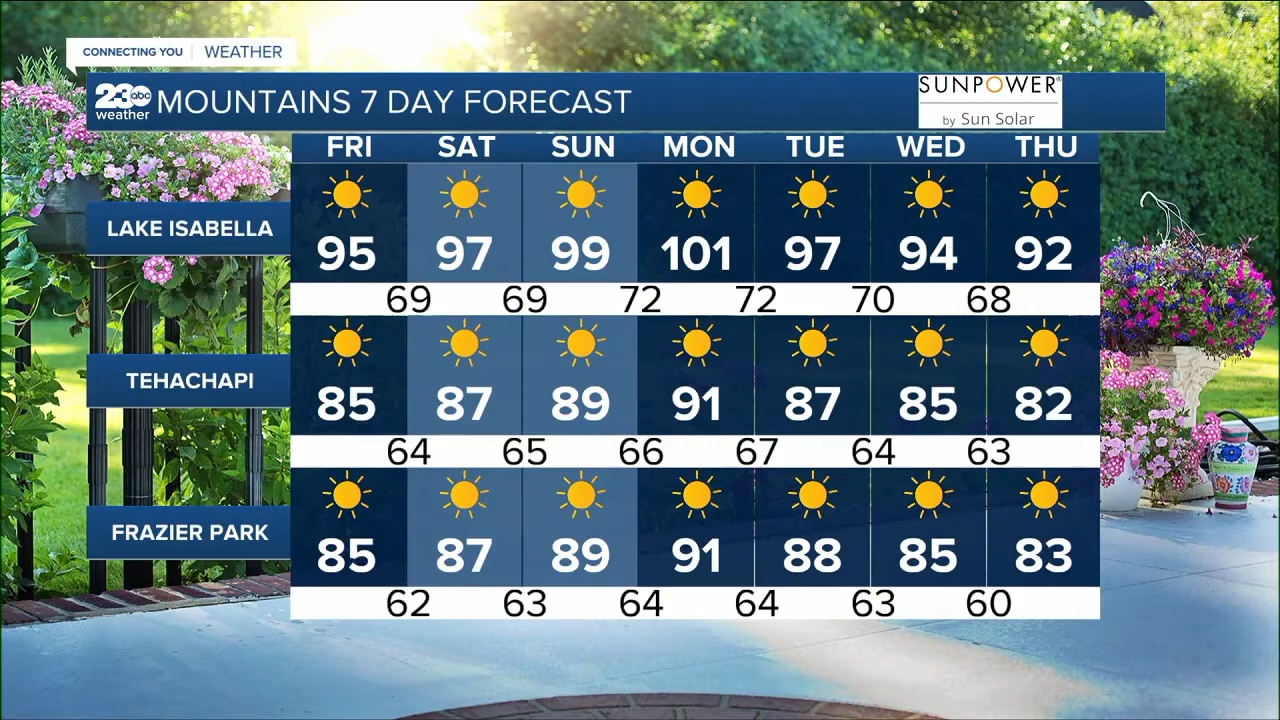 CONNECTING YOU | WEATHER
23 abc
weather
MOUNTAINS 7 DAY FORECAST
SUNPOWER®
by Sun Solar
FRI SAT SUN MON TUE WED THU
LAKE ISABELLA
95 97 99 101 97 94 92
69 69 72 72 70 68
TEHACHAPI
85 87 89 91 87 85 82
64 65 66 67 64 63
FRAZIER PARK
85 87 89 91 88 85 83
62 63 64 64 63 60